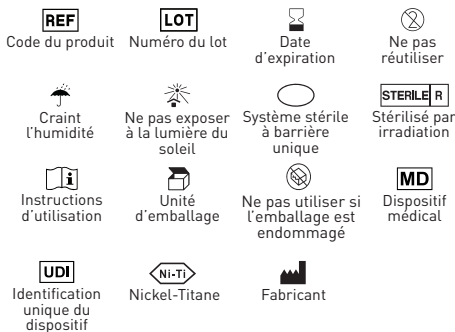 REF
LOT
Code du produit
Numéro du lot
Date
d'expiration
Ne pas
réutiliser
2
STERILE R
Craint
l'humidité
Ne pas exposer
à la lumière du
soleil
Système stérile
à barrière
unique
Stérilisé par
irradiation
i
Instructions
d'utilisation
Unité
d'emballage
Ne pas utiliser si
l'emballage est
endommagé
MD
Dispositif
médical
UDI
Identification
unique du
dispositif
Ni-Ti
Nickel-Titane
Fabricant